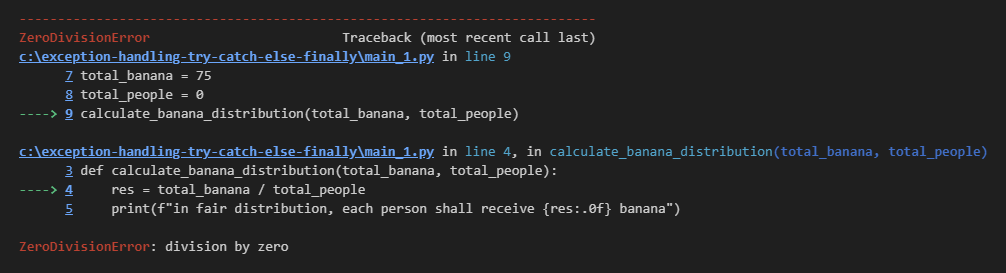 ---------------------------------------------------------------------------
ZeroDivisionError                         Traceback (most recent call last)
c:\exception-handling-try-catch-else-finally\main_1.py in line 9
      7 total_banana = 75
      8 total_people = 0
----> 9 calculate_banana_distribution(total_banana, total_people)

c:\exception-handling-try-catch-else-finally\main_1.py in line 4, in calculate_banana_distribution(total_banana, total_people)
      3 def calculate_banana_distribution(total_banana, total_people):
----> 4     res = total_banana / total_people
      5     print(f"in fair distribution, each person shall receive {res:.0f} banana")

ZeroDivisionError: division by zero